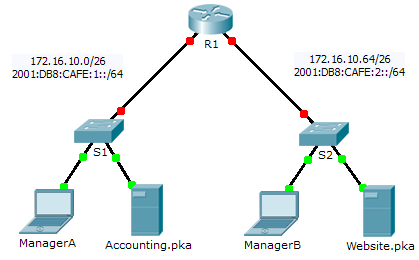 R1
172.16.10.0/26
2001:DB8:CAFE:1::/64
172.16.10.64/26
2001:DB8:CAFE:2::/64
S1
S2
ManagerA
Accounting.pka
ManagerB
Website.pka